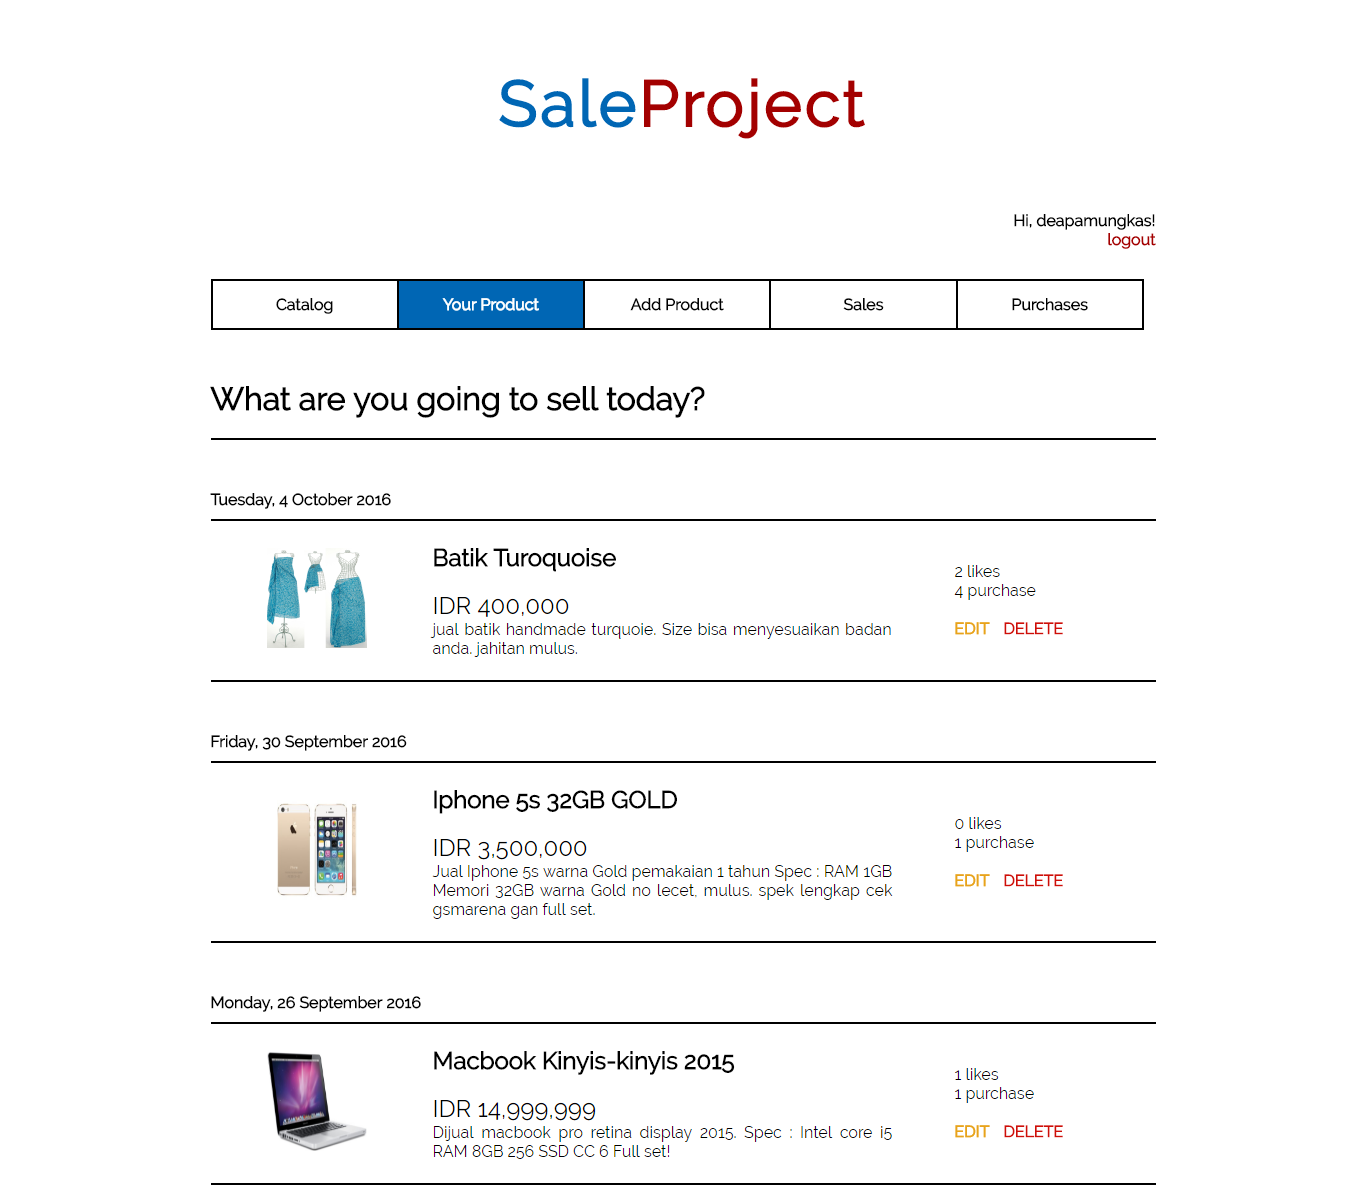 SaleProject
Hi, deapamungkas!
logout
Catalog
Your Product
Add Product
Sales
Purchases
What are you going to sell today?
Tuesday, 4 October 2016
Batik Turoquoise
IDR 400,000
jual batik handmade turquoie. Size bisa menyesuaikan badan
anda. jahitan mulus.
2 likes
4 purchase
EDIT DELETE
Friday, 30 September 2016
Iphone 5s 32GB GOLD
IDR 3,500,000
Jual Iphone 5s warna Gold pemakaian 1 tahun Spec : RAM 1GB
Memori 32GB warna Gold no lecet, mulus. spek lengkap cek
gsmarena gan full set.
0 likes
1 purchase
EDIT DELETE
Monday, 26 September 2016
Macbook Kinyis-kinyis 2015
IDR 14,999,999
Dijual macbook pro retina display 2015. Spec : Intel core i5
RAM 8GB 256 SSD CC 6 Full set!
1 likes
1 purchase
EDIT DELETE